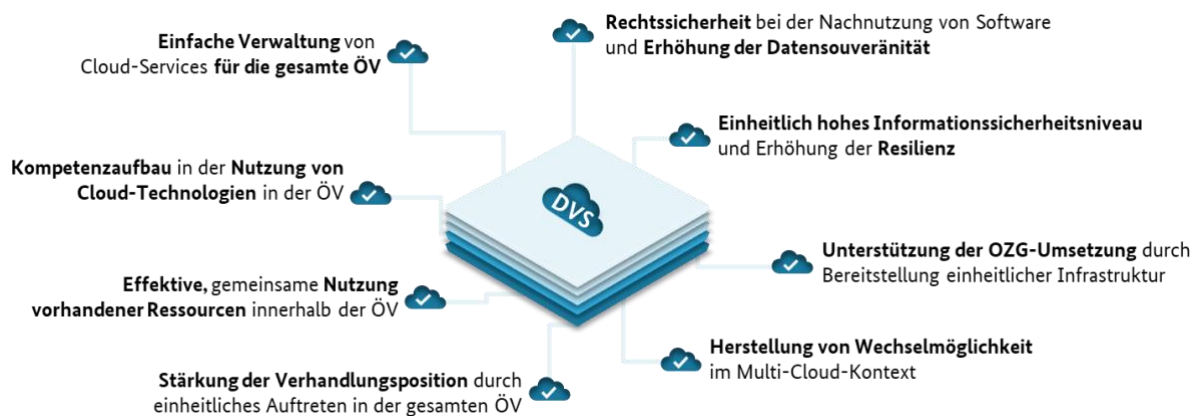 Einfache Verwaltung von
Cloud-Services für die gesamte ÖV
Kompetenzaufbau in der Nutzung von
Cloud-Technologien in der ÖV
Effektive, gemeinsame Nutzung
vorhandener Ressourcen innerhalb der ÖV
Stärkung der Verhandlungsposition durch
einheitliches Auftreten in der gesamten ÖV
DVS
Rechtssicherheit bei der Nachnutzung von Software
und Erhöhung der Datensouveränität
Einheitlich hohes Informationssicherheitsniveau
und Erhöhung der Resilienz
Unterstützung der OZG-Umsetzung durch
Bereitstellung einheitlicher Infrastruktur
Herstellung von Wechselmöglichkeit
im Multi-Cloud-Kontext